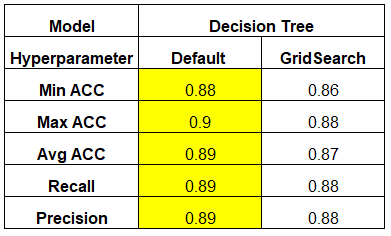 Model Decision Tree
Hyperparameter Default GridSearch
Min ACC 0.88 0.86
Max ACC 0.9 0.88
Avg ACC 0.89 0.87
Recall 0.89 0.88
Precision 0.89 0.88